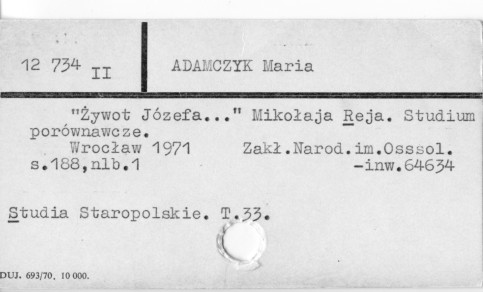 12 734 II ADAMCZYK Maria
"Żywot Józefa..." Mikołaja Reja. Studium
porównawcze.
Wrocław 1971 Zakł.Narod.im.Osssol.
s.188,nlb.1 -inw.64634
Studia Staropolskie. T.33.
DUJ. 693/70, 10 000.